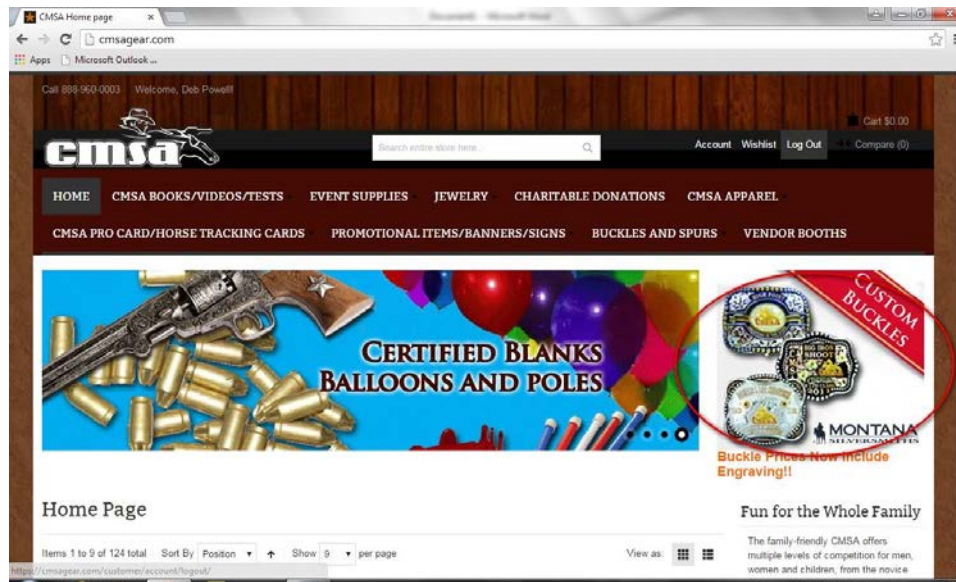 CMSA Home page
cmsagear.com
Apps Microsoft Outlook ...
Call 888-960-0003 Welcome, Deb Powell!
Cart $0.00
cmsa
Search entire store here...
Account Wishlist Log Out Compare (0)
HOME CMSA BOOKS/VIDEOS/TESTS EVENT SUPPLIES JEWELRY CHARITABLE DONATIONS CMSA APPAREL
CMSA PRO CARD/HORSE TRACKING CARDS PROMOTIONAL ITEMS/BANNERS/SIGNS BUCKLES AND SPURS VENDOR BOOTHS
CERTIFIED BLANKS
BALLOONS AND POLES
CUSTOM
BUCKLES
CMSA
BIG IRON
SHOOT
MONTANA
SILVERSMITHS
Buckle Prices Now Include
Engraving!!
Home Page
Fun for the Whole Family
Items 1 to 9 of 124 total Sort By Position Show 9 per page View as:
The family-friendly CMSA offers
multiple levels of competition for men,
women and children, from the novice
https://cmsagear.com/customer/account/logout/